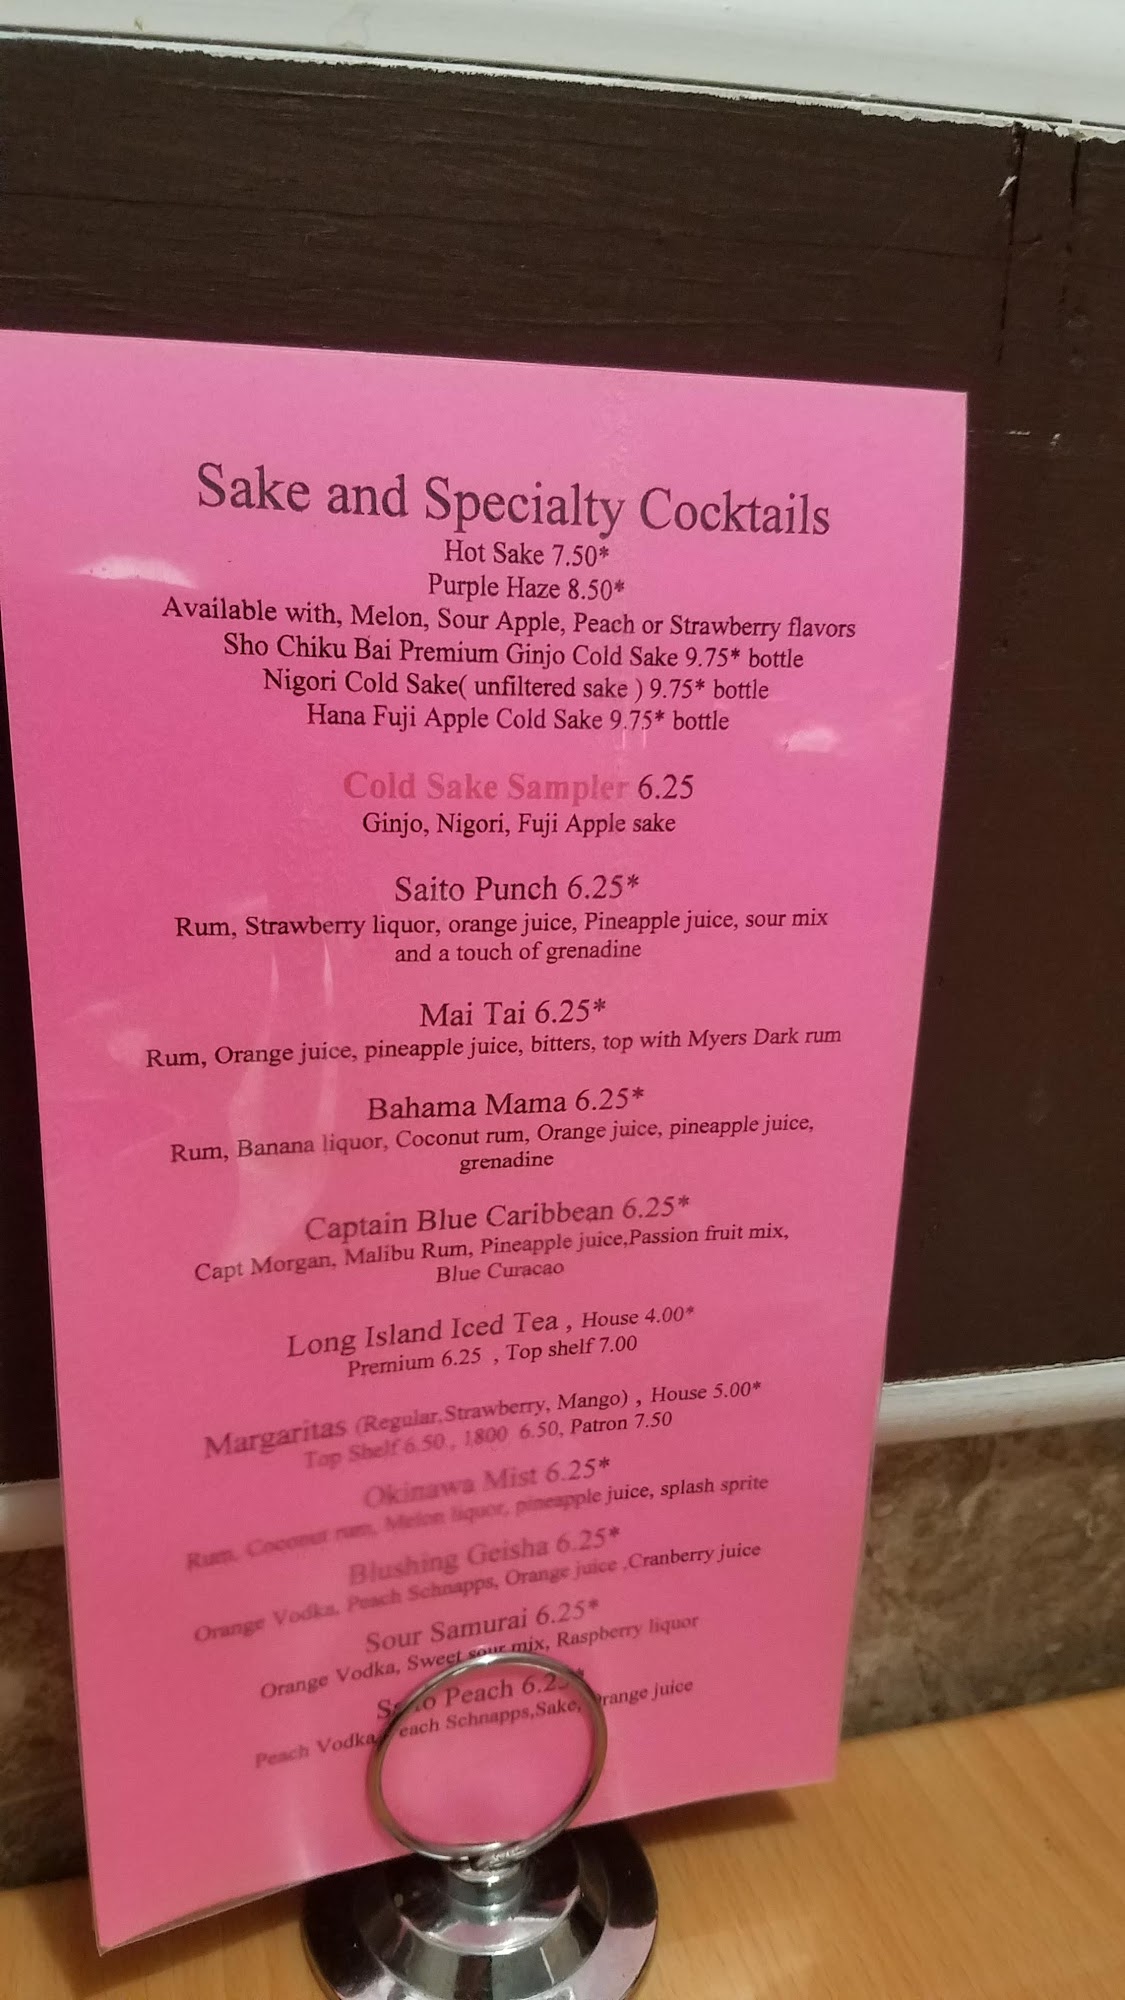 Sake and Specialty Cocktails
Hot Sake 7.50*
Purple Haze 8.50*
Available with, Melon, Sour Apple, Peach or Strawberry flavors
Sho Chiku Bai Premium Ginjo Cold Sake 9.75* bottle
Nigori Cold Sake( unfiltered sake ) 9.75* bottle
Hana Fuji Apple Cold Sake 9.75* bottle
Cold Sake Sampler 6.25
Ginjo, Nigori, Fuji Apple sake
Saito Punch 6.25*
Rum, Strawberry liquor, orange juice, Pineapple juice, sour mix
and a touch of grenadine
Mai Tai 6.25*
Rum, Orange juice, pineapple juice, bitters, top with Myers Dark rum
Bahama Mama 6.25*
Rum, Banana liquor, Coconut rum, Orange juice, pineapple juice,
grenadine
Captain Blue Caribbean 6.25*
Capt Morgan, Malibu Rum, Pineapple juice,Passion fruit mix,
Blue Curacao
Long Island Iced Tea , House 4.00*
Premium 6.25 , Top shelf 7.00
Margaritas (Regular,Strawberry, Mango) , House 5.00*
Top Shelf 6.50 , 1800 6.50, Patron 7.50
Okinawa Mist 6.25*
Rum, Coconut rum, Melon liquor, pineapple juice, splash sprite
Blushing Geisha 6.25*
Orange Vodka, Peach Schnapps, Orange juice ,Cranberry juice
Sour Samurai 6.25*
Orange Vodka, Sweet sour mix, Raspberry liquor
Peach
Peach Vodka, Peach Schnapps,Sake, Orange juice